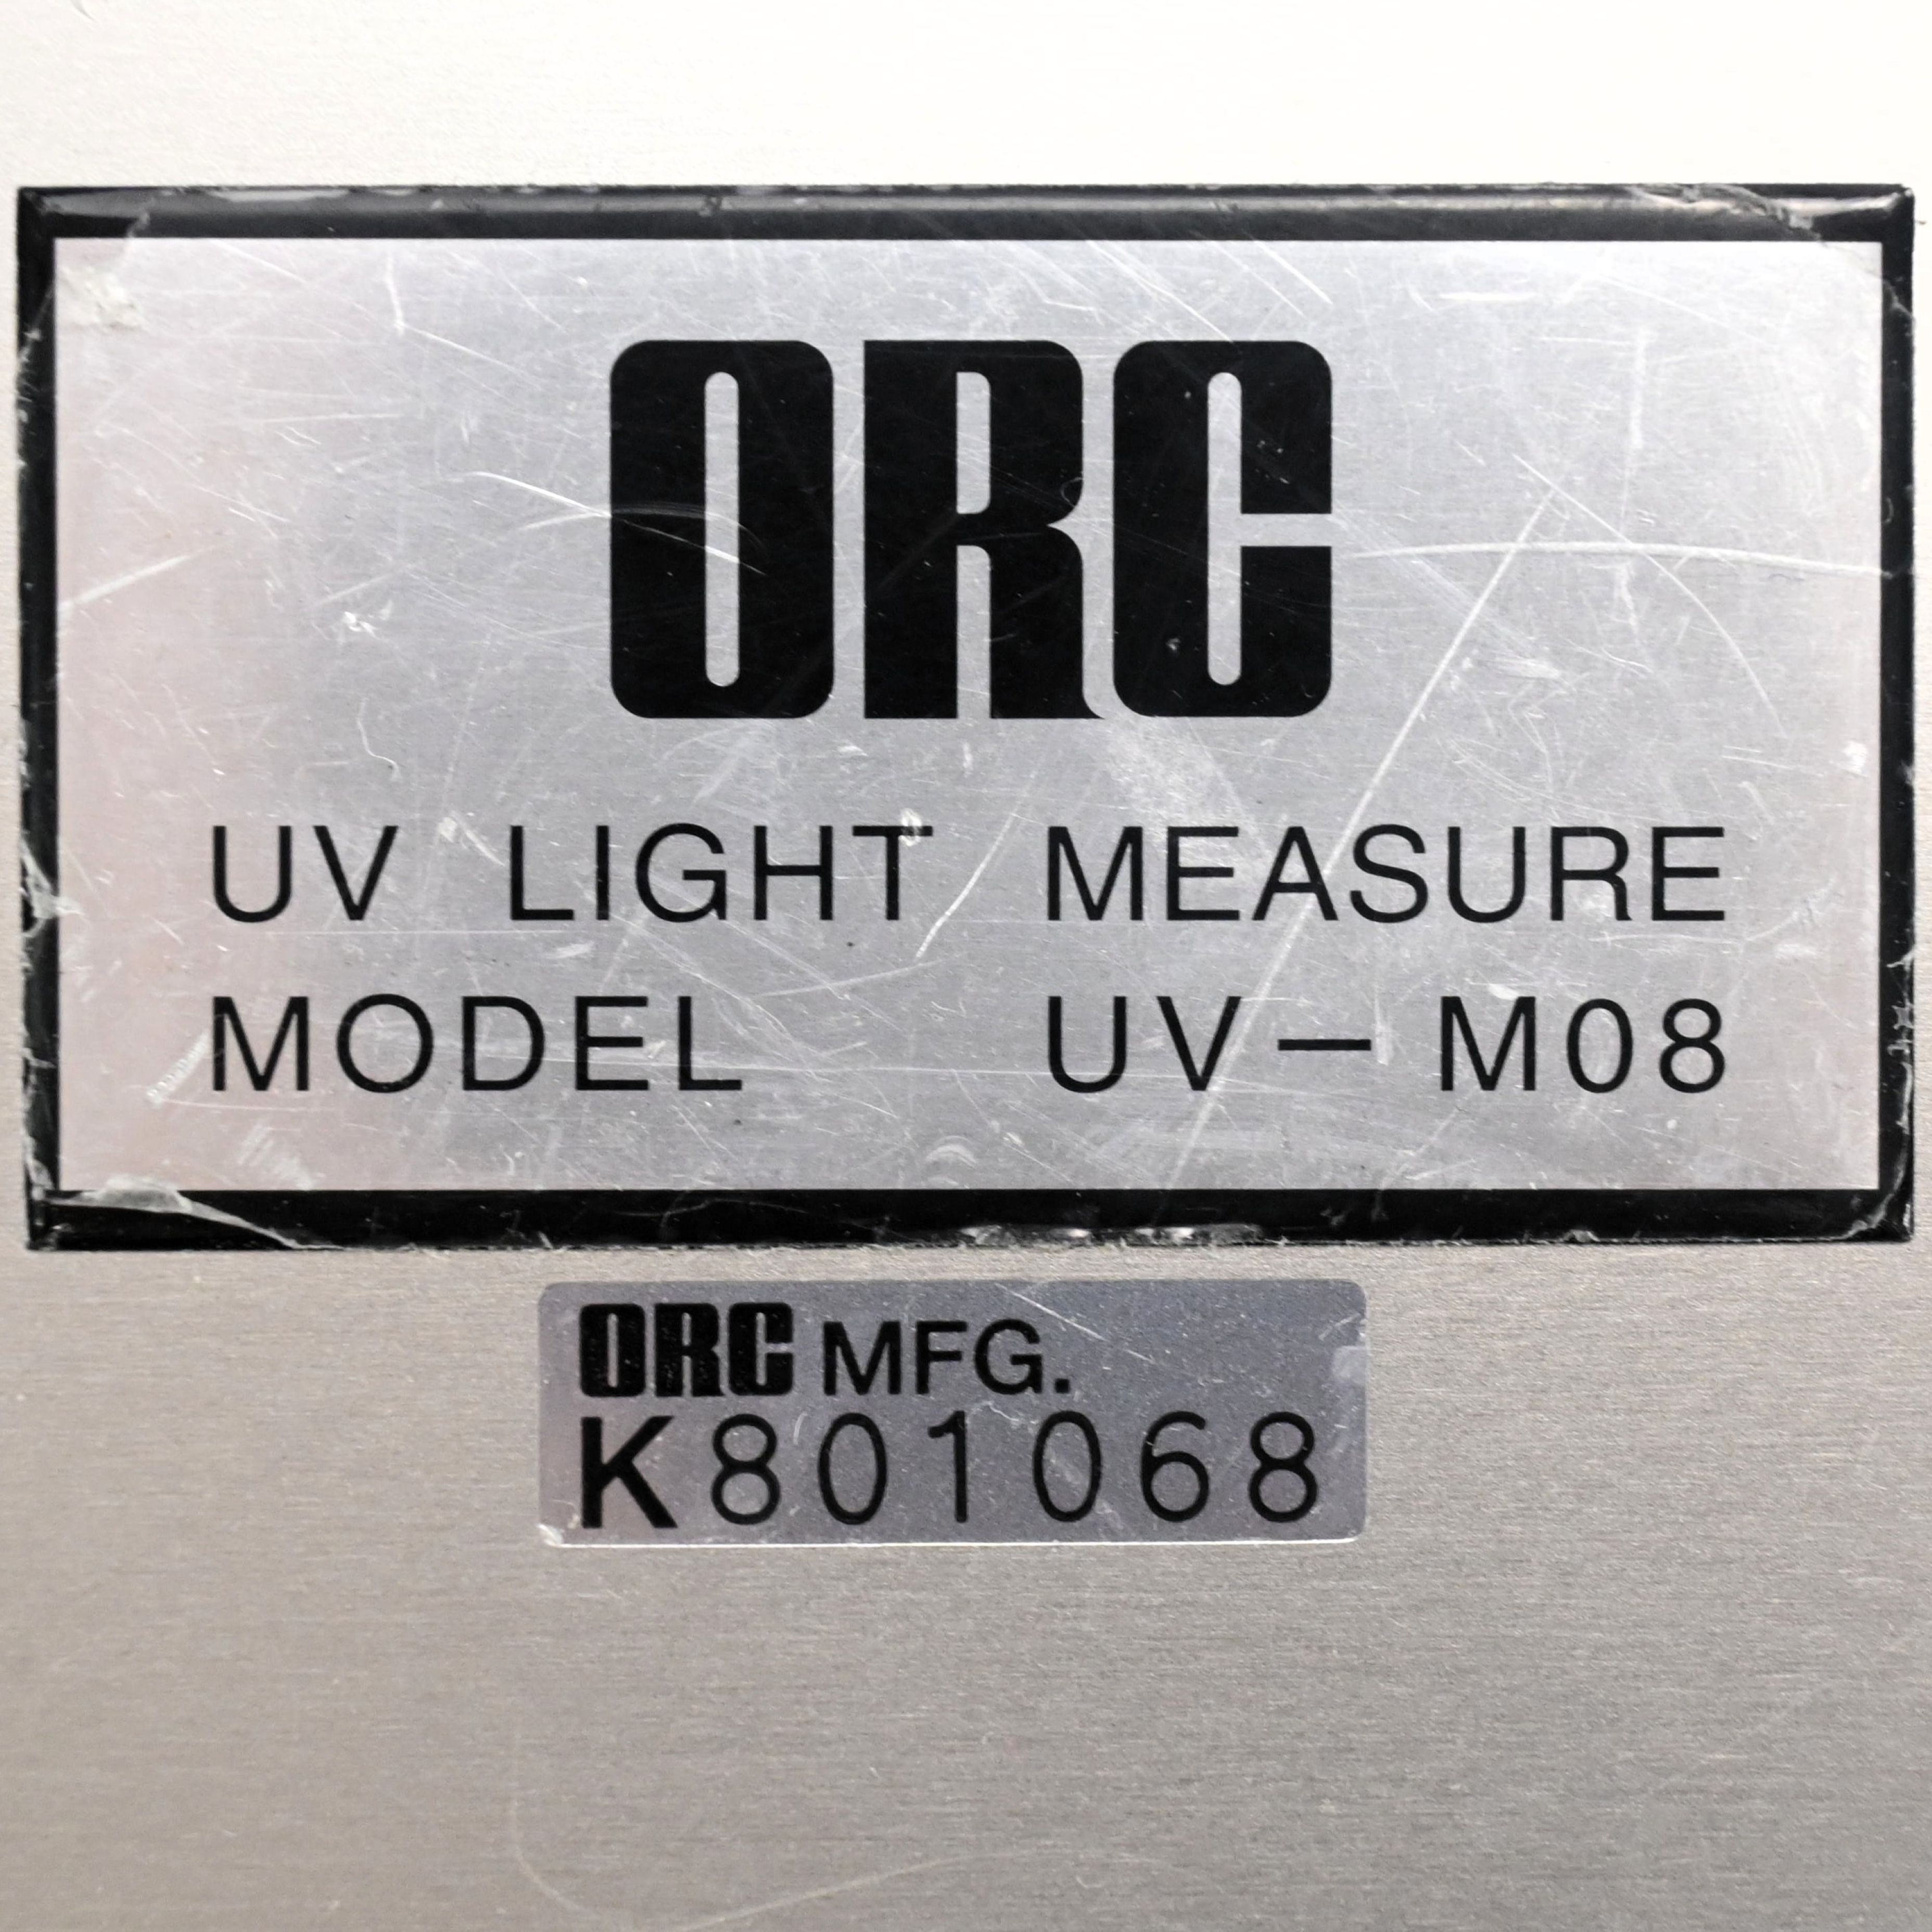 ORC
UV LIGHT MEASURE
MODEL UV-M08
ORC MFG.
K801068